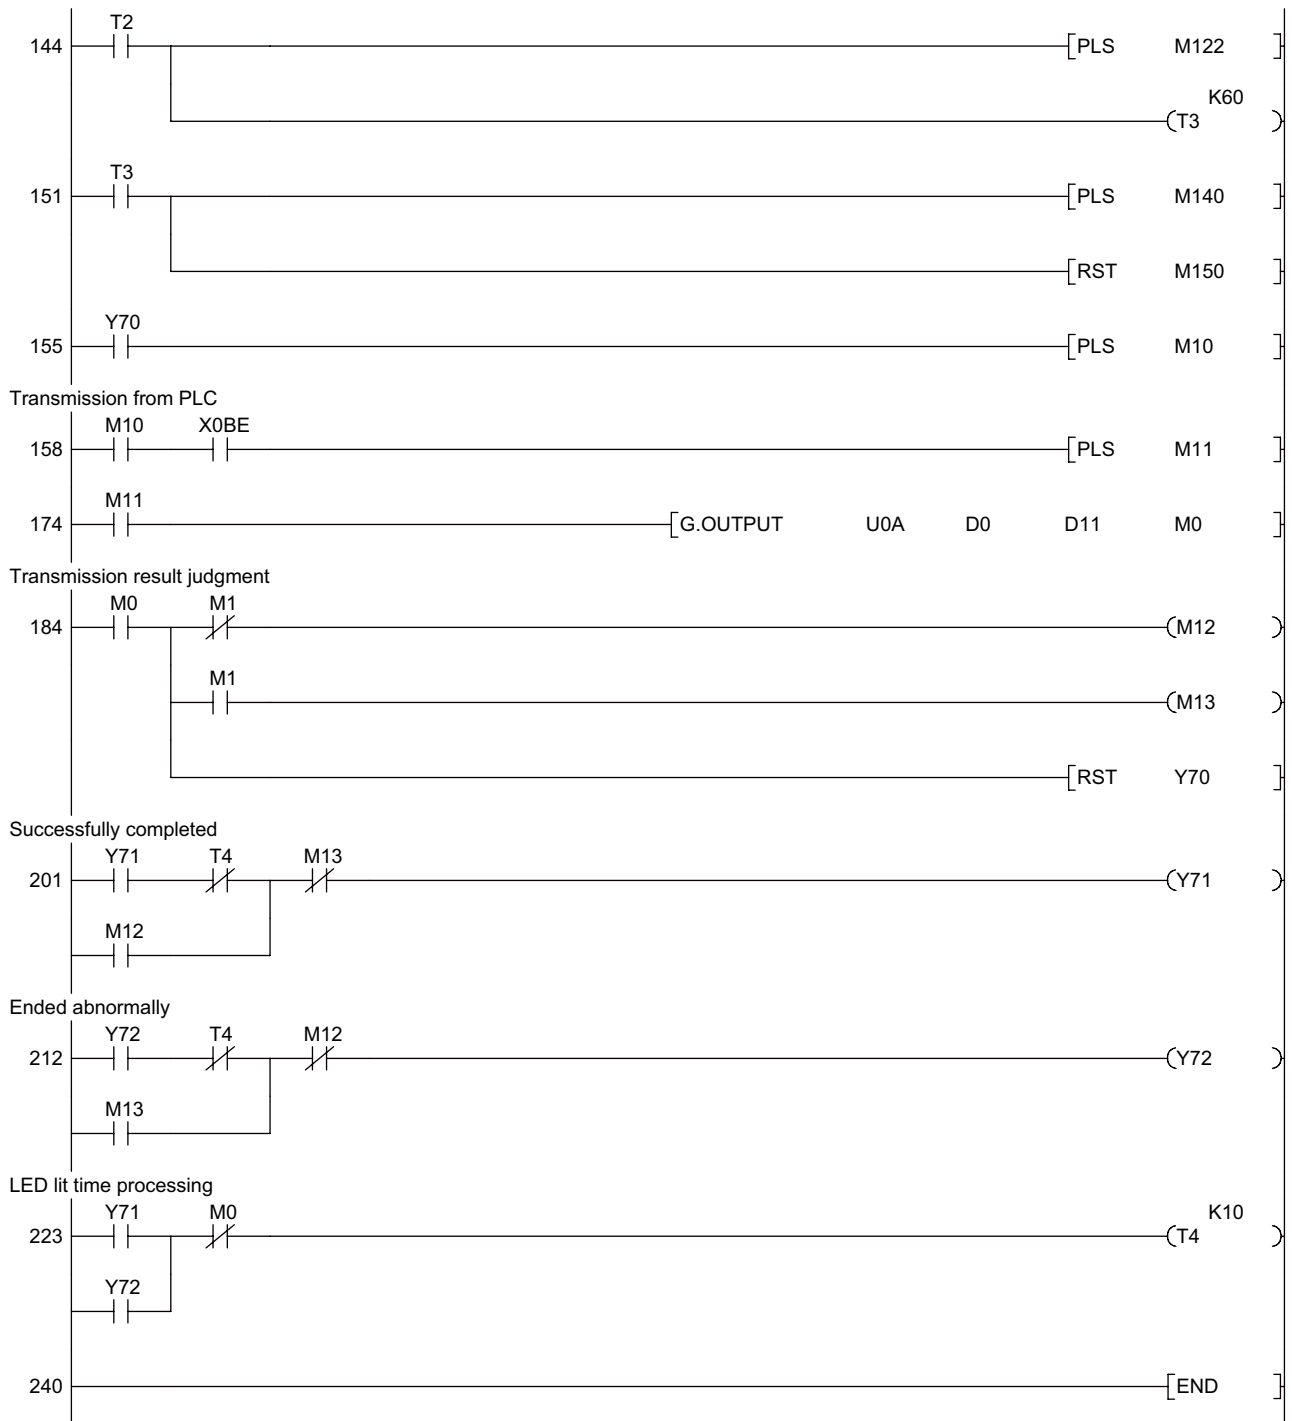 T2
144 PLS M122
K60
T3
T3
151 PLS M140
RST M150
Y70
155 PLS M10
Transmission from PLC
M10 X0BE
158 PLS M11
M11
174 G.OUTPUT U0A D0 D11 M0
Transmission result judgment
M0 M1
184 M12
M1
M13
RST Y70
Successfully completed
Y71 T4 M13
201 Y71
M12
Ended abnormally
Y72 T4 M12
212 Y72
M13
LED lit time processing
Y71 M0 K10
223 T4
Y72
240 END